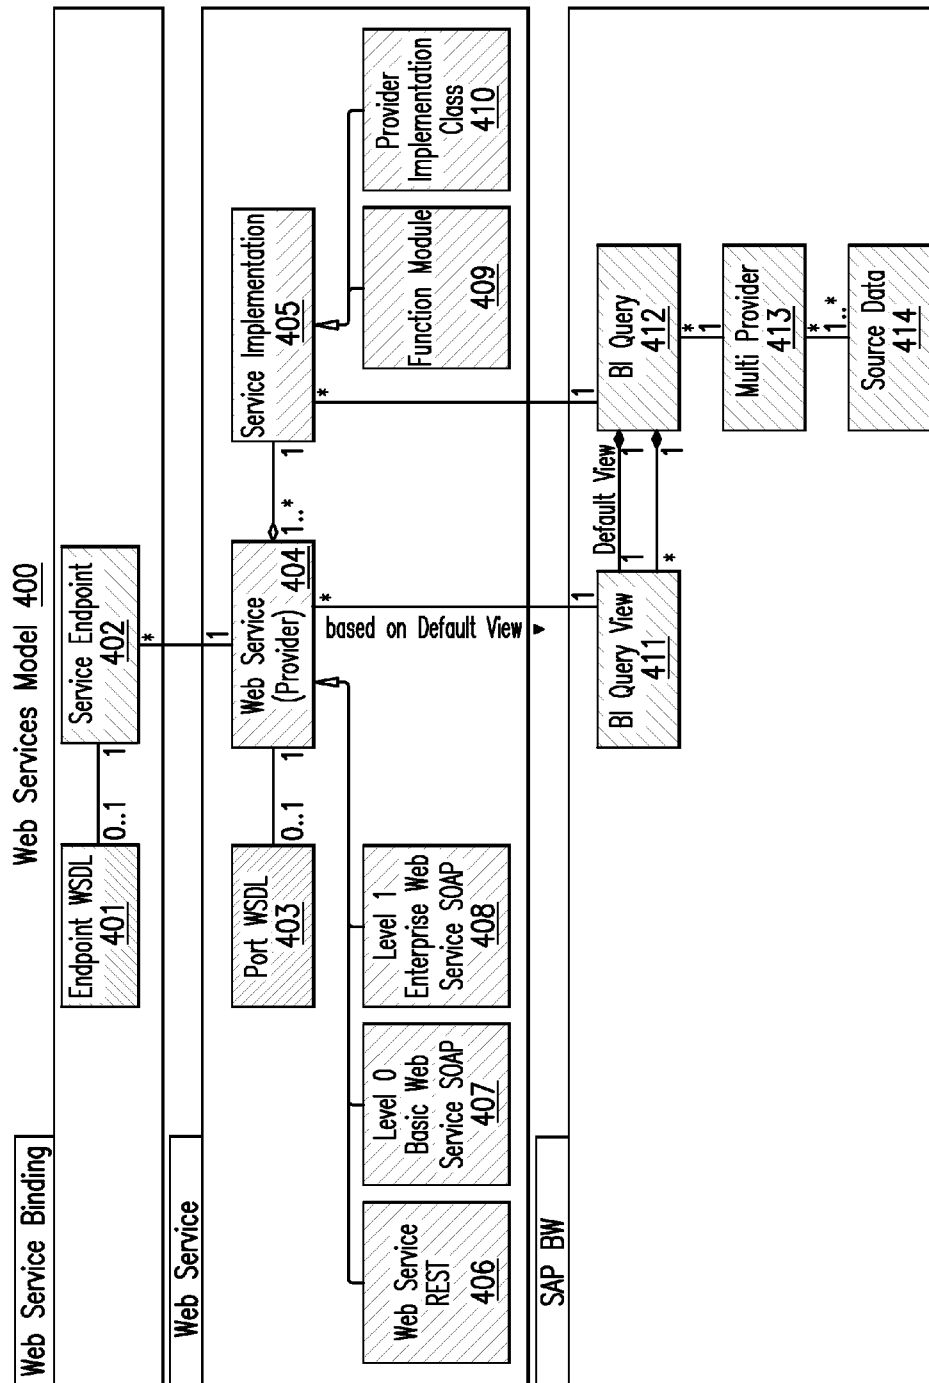 Web Services Model 400
Web Service Binding
Endpoint WSDL
401
0..1
1
Service Endpoint
402
*
1
Web Service
Port WSDL
403
0..1
1
Web Service
(Provider)
404
1..*
1
Service Implementation
405
*
*
based on Default View ►
Web Service
REST
406
Level 0
Basic Web
Service SOAP
407
Level 1
Enterprise Web
Service SOAP
408
Function Module
409
Provider
Implementation
Class
410
SAP BW
1
1
BI Query View
411
1
Default View
1
*
1
BI Query
412
*
1
Multi Provider
413
*
1..*
Source Data
414